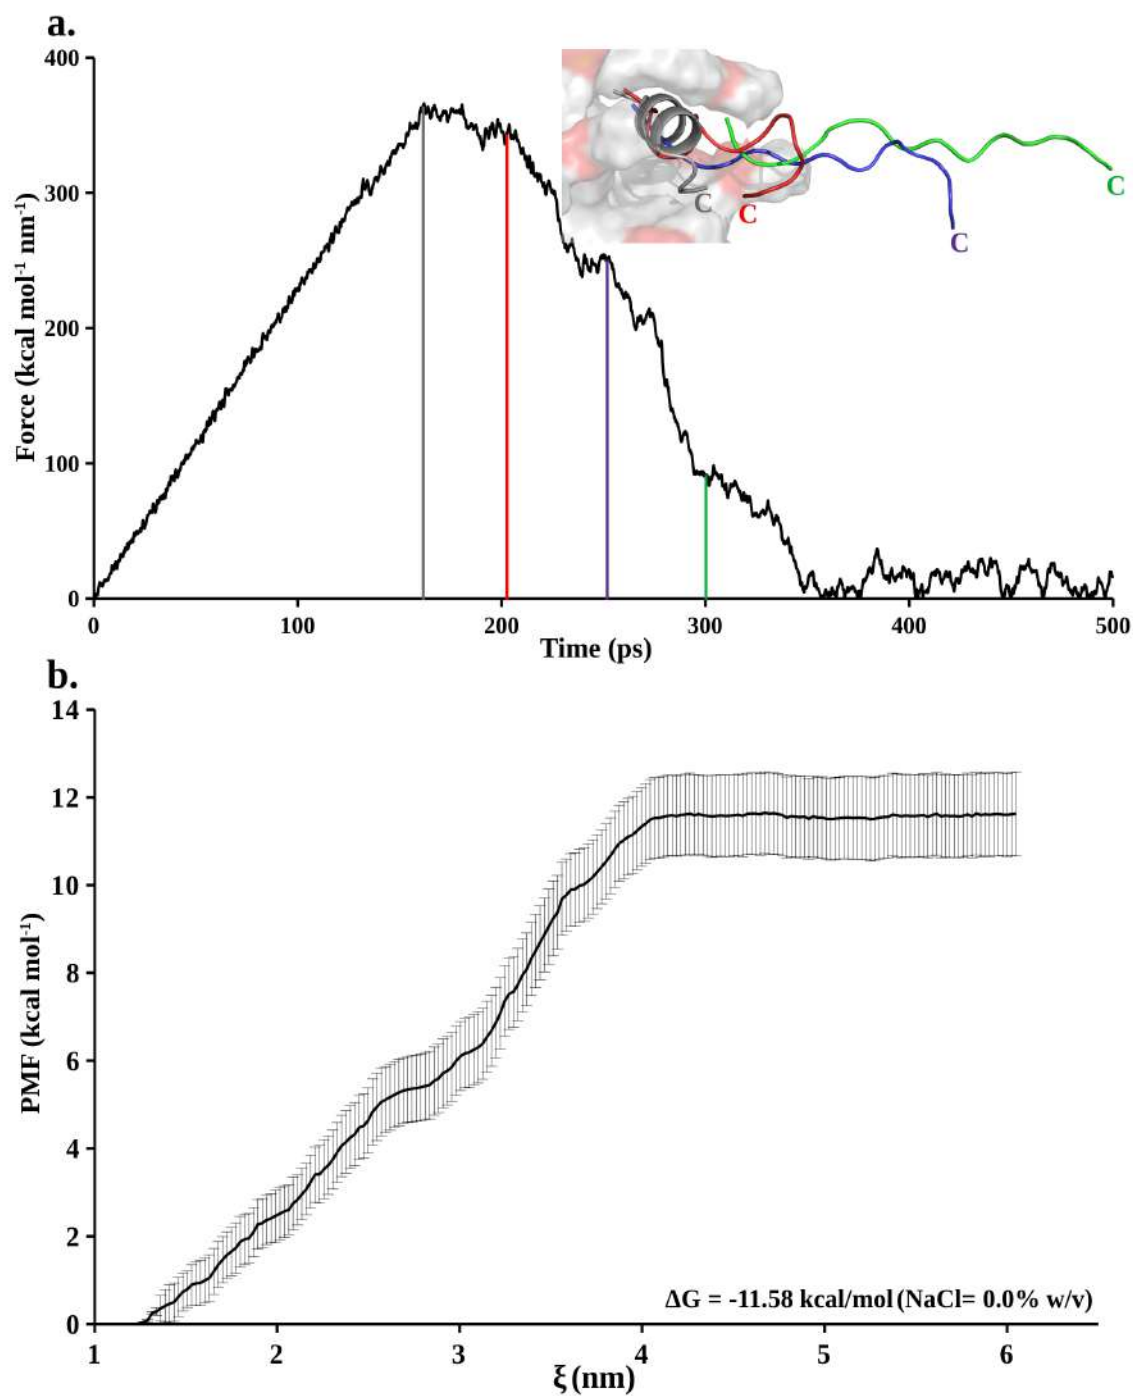 a.
400
300
200
100
0
Force (kcal mol⁻¹ nm⁻¹)
C
C
C
C
0 100 200 300 400 500
Time (ps)
b.
14
12
10
8
6
4
2
0
PMF (kcal mol⁻¹)
ΔG = -11.58 kcal/mol (NaCl= 0.0% w/v)
1 2 3 4 5 6
ξ (nm)